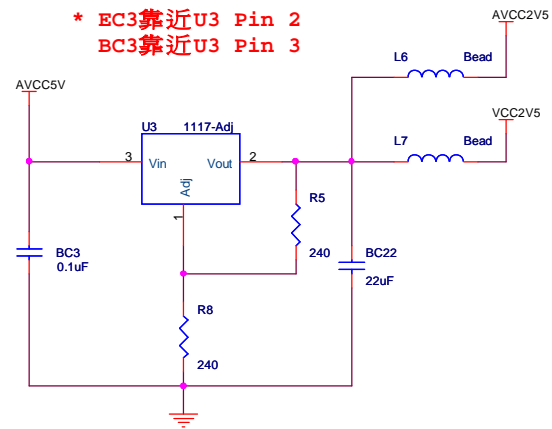 * EC3靠近U3 Pin 2
BC3靠近U3 Pin 3
AVCC2V5
L6 Bead
AVCC5V
VCC2V5
U3 1117-Adj
L7 Bead
3 Vin Vout 2
Adj
1
R5
240
BC3
0.1uF
BC22
22uF
R8
240